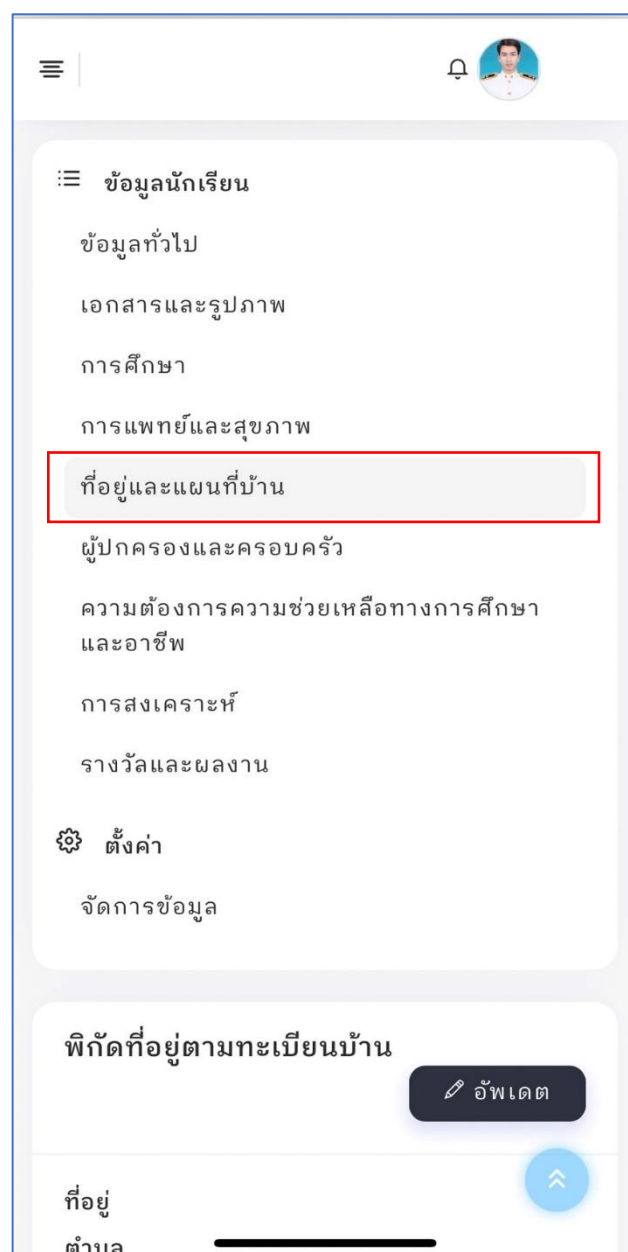 ข้อมูลนักเรียน
ข้อมูลทั่วไป
เอกสารและรูปภาพ
การศึกษา
การแพทย์และสุขภาพ
ที่อยู่และแผนที่บ้าน
ผู้ปกครองและครอบครัว
ความต้องการความช่วยเหลือทางการศึกษา
และอาชีพ
การสงเคราะห์
รางวัลและผลงาน
ตั้งค่า
จัดการข้อมูล
พิกัดที่อยู่ตามทะเบียนบ้าน
อัพเดต
ที่อยู่
ตำบล